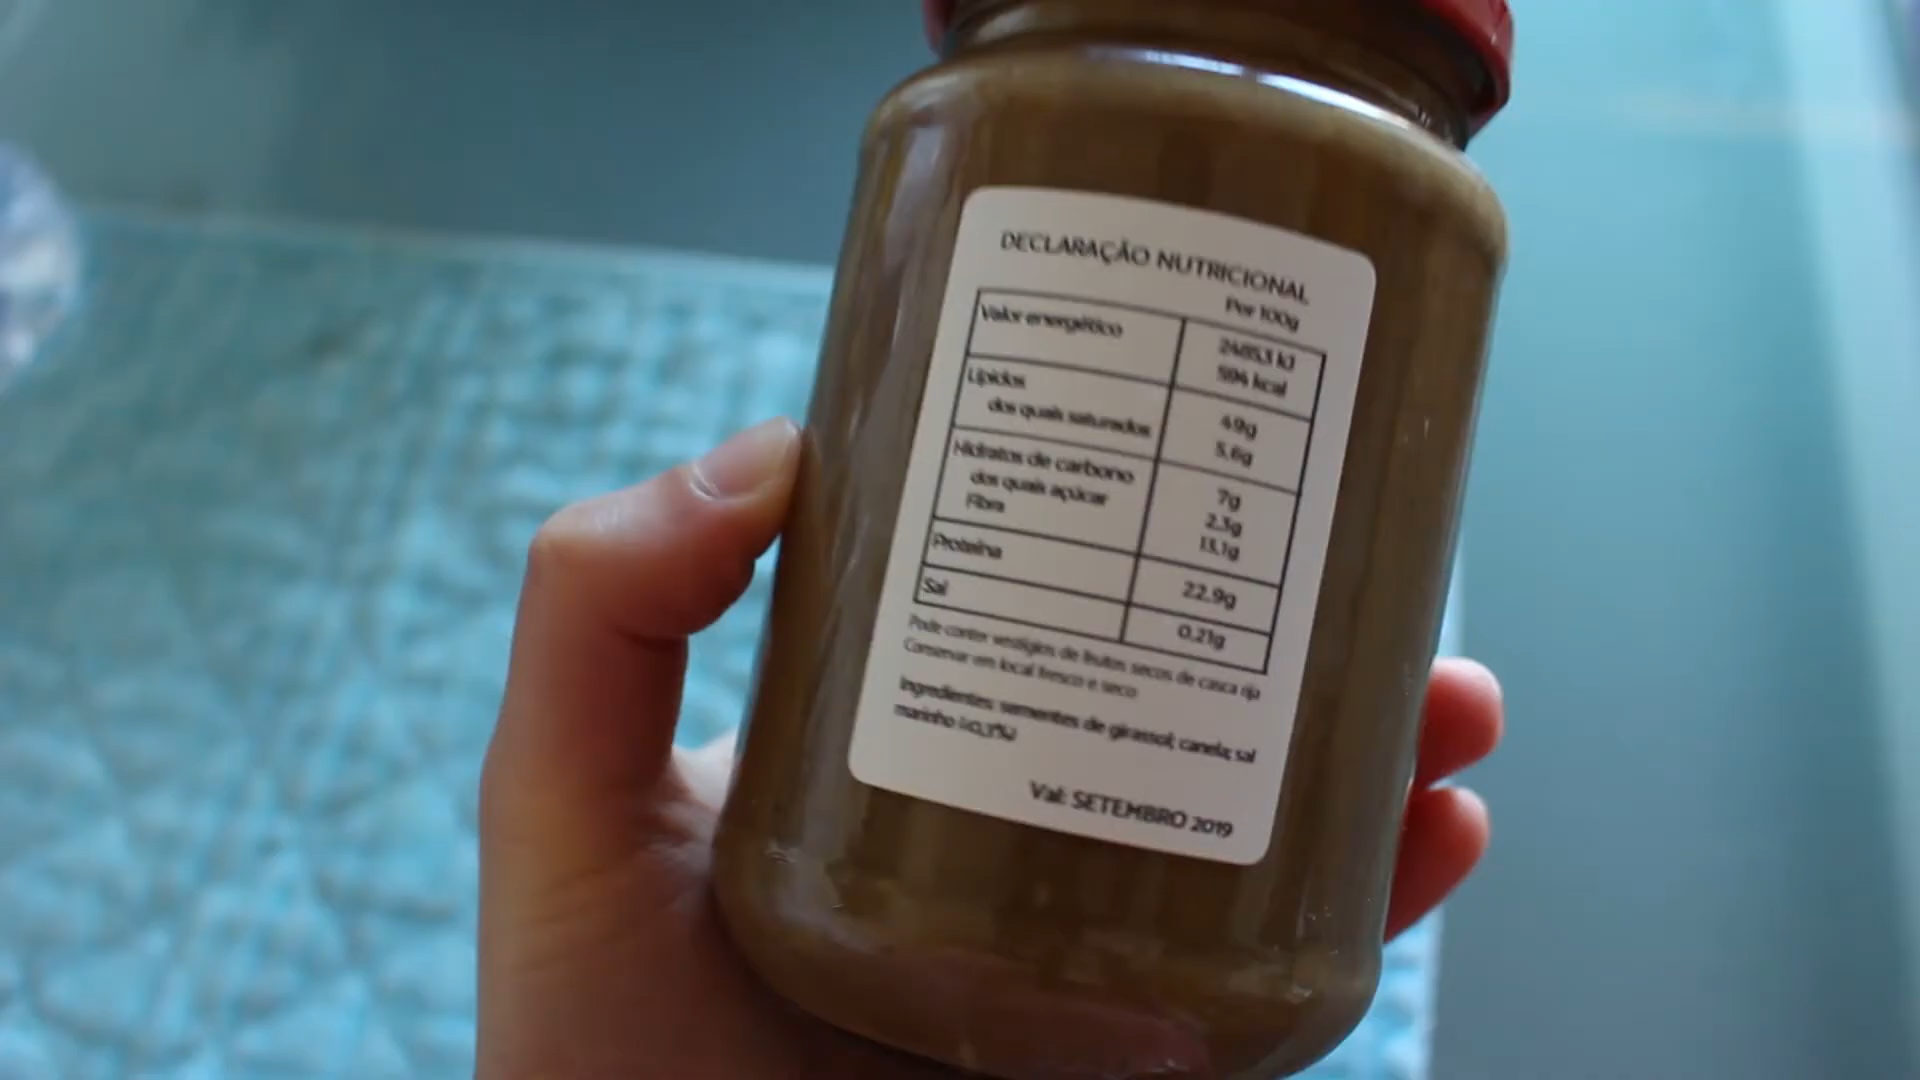 DECLARAÇÃO NUTRICIONAL
Por 100g
Valor energético
2485,3 kJ
594 kcal
Lípidos
49g
dos quais saturados
5,6g
Hidratos de carbono
7g
dos quais açúcar
2,3g
Fibra
13,1g
Proteína
22,9g
Sal
0,21g
Pode conter vestígios de frutos secos de casca rija
Conservar em local fresco e seco
Ingredientes: sementes de girassol; canela; sal
marinho (<0,3%)
Val: SETEMBRO 2019